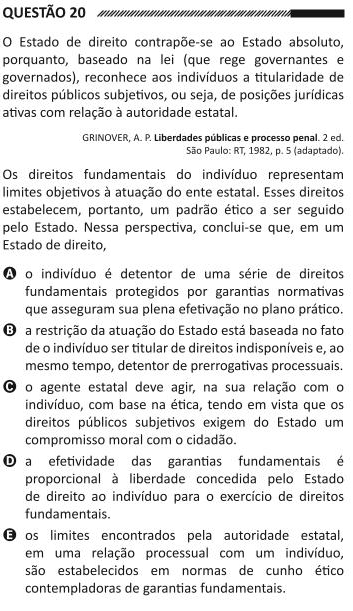 QUESTÃO 20
O Estado de direito contrapõe-se ao Estado absoluto,
porquanto, baseado na lei (que rege governantes e
governados), reconhece aos indivíduos a titularidade de
direitos públicos subjetivos, ou seja, de posições jurídicas
ativas com relação à autoridade estatal.
GRINOVER, A. P. Liberdades públicas e processo penal. 2 ed.
São Paulo: RT, 1982, p. 5 (adaptado).
Os direitos fundamentais do indivíduo representam
limites objetivos à atuação do ente estatal. Esses direitos
estabelecem, portanto, um padrão ético a ser seguido
pelo Estado. Nessa perspectiva, conclui-se que, em um
Estado de direito,
A o indivíduo é detentor de uma série de direitos
fundamentais protegidos por garantias normativas
que asseguram sua plena efetivação no plano prático.
B a restrição da atuação do Estado está baseada no fato
de o indivíduo ser titular de direitos indisponíveis e, ao
mesmo tempo, detentor de prerrogativas processuais.
C o agente estatal deve agir, na sua relação com o
indivíduo, com base na ética, tendo em vista que os
direitos públicos subjetivos exigem do Estado um
compromisso moral com o cidadão.
D a efetividade das garantias fundamentais é
proporcional à liberdade concedida pelo Estado
de direito ao indivíduo para o exercício de direitos
fundamentais.
E os limites encontrados pela autoridade estatal,
em uma relação processual com um indivíduo,
são estabelecidos em normas de cunho ético
contempladoras de garantias fundamentais.